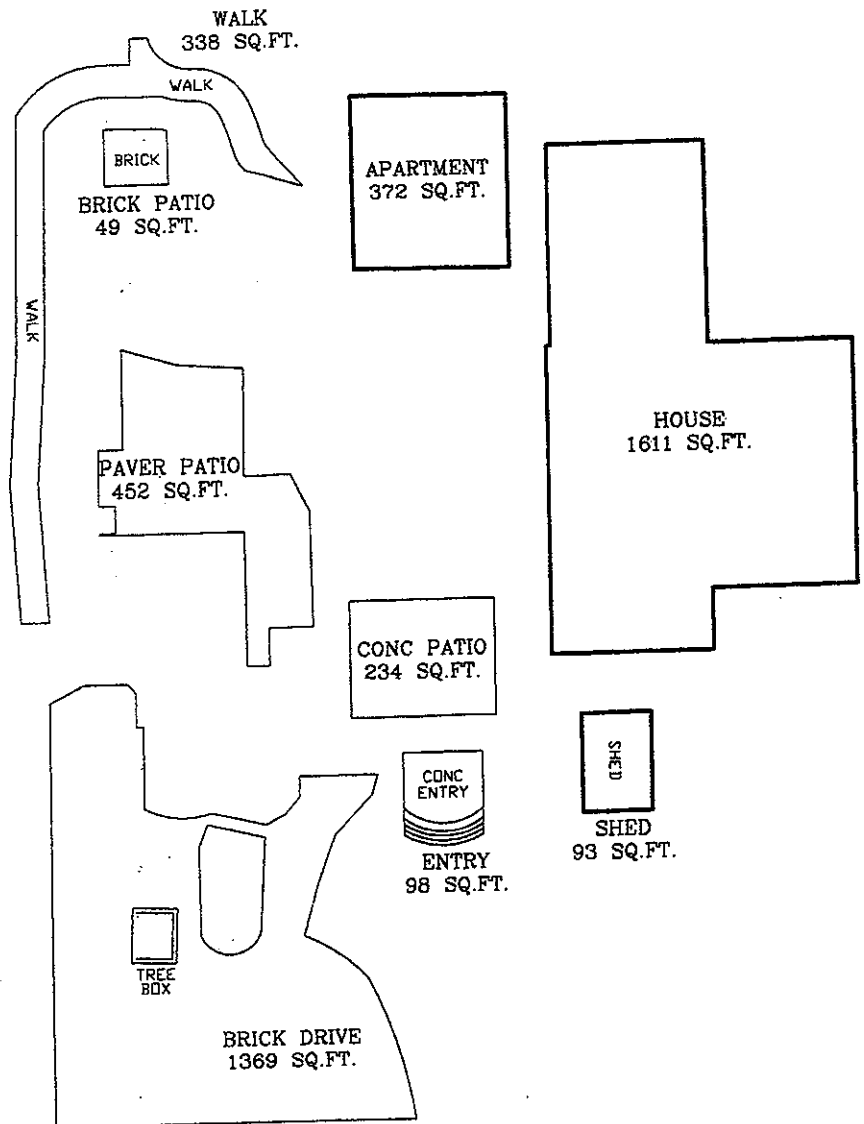 WALK
338 SQ.FT.
WALK
BRICK
BRICK PATIO
49 SQ.FT.
APARTMENT
372 SQ.FT.
WALK
HOUSE
1611 SQ.FT.
PAVER PATIO
452 SQ.FT.
CONC PATIO
234 SQ.FT.
CONC
ENTRY
ENTRY
98 SQ.FT.
SHED
SHED
93 SQ.FT.
TREE
BOX
BRICK DRIVE
1369 SQ.FT.